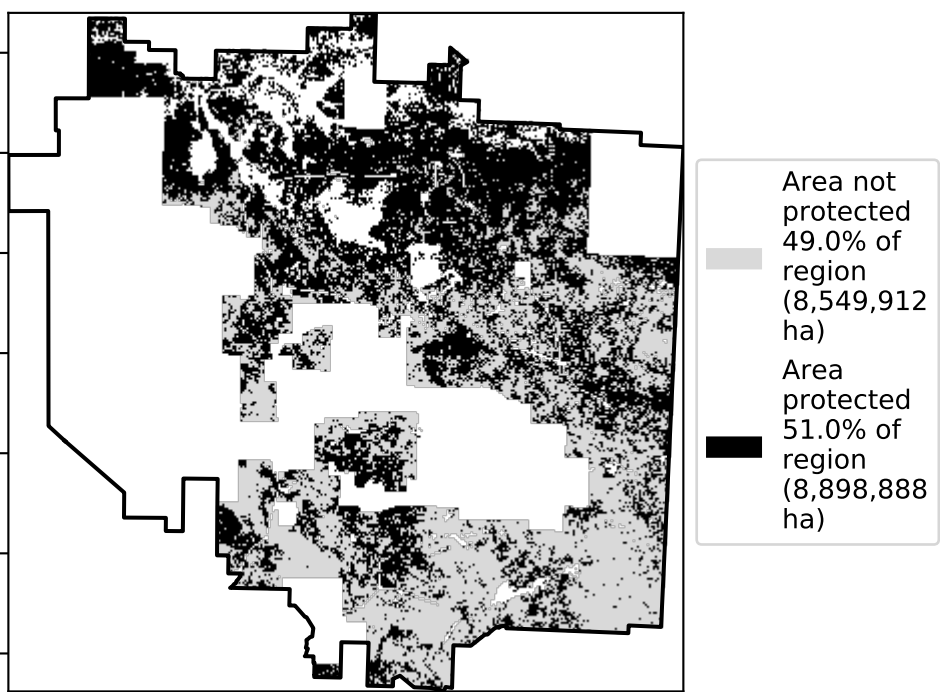 Area not
protected
49.0% of
region
(8,549,912
ha)
Area
protected
51.0% of
region
(8,898,888
ha)